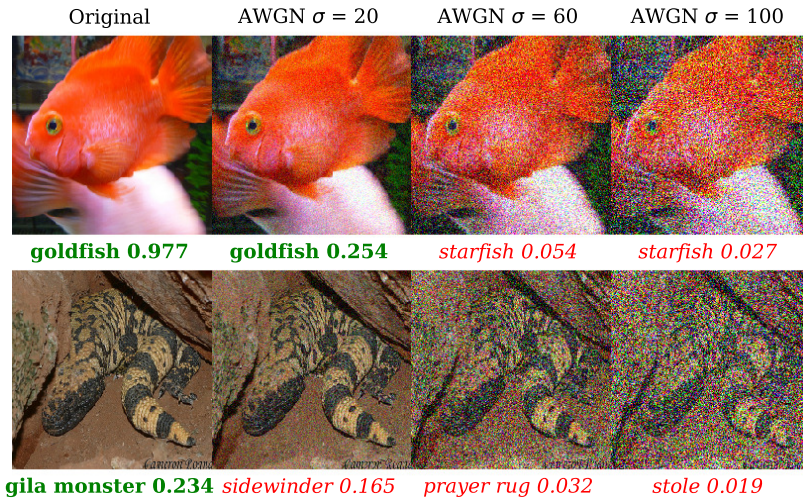 Original AWGN σ = 20 AWGN σ = 60 AWGN σ = 100
goldfish 0.977 goldfish 0.254 starfish 0.054 starfish 0.027
gila monster 0.234 sidewinder 0.165 prayer rug 0.032 stole 0.019